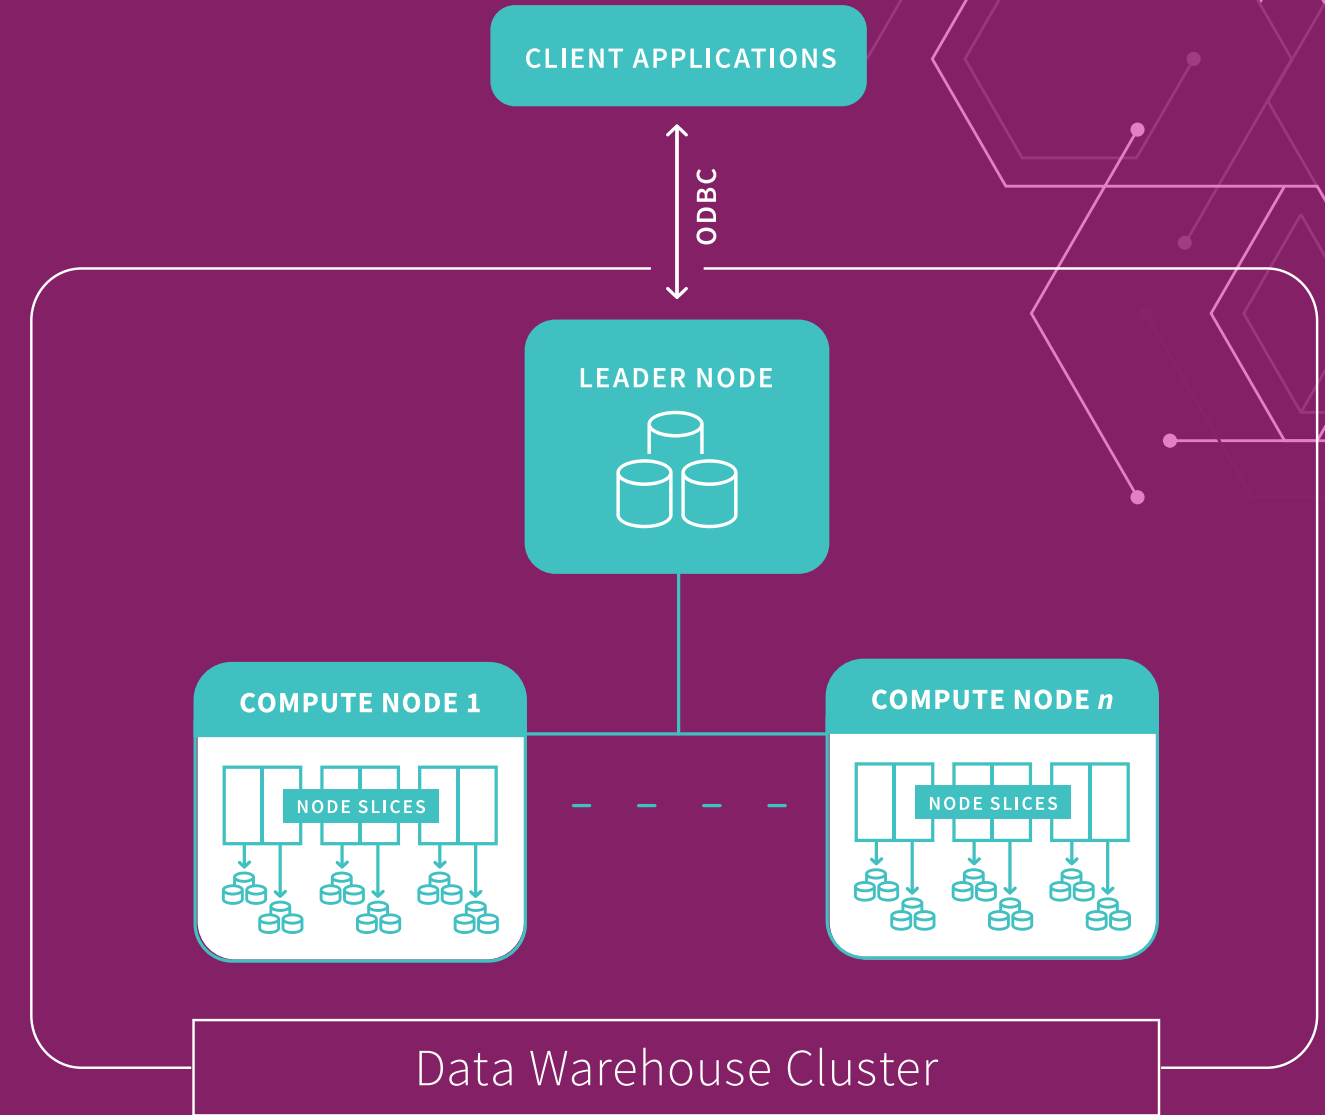 CLIENT APPLICATIONS
ODBC
LEADER NODE
COMPUTE NODE 1
COMPUTE NODE n
NODE SLICES
NODE SLICES
Data Warehouse Cluster